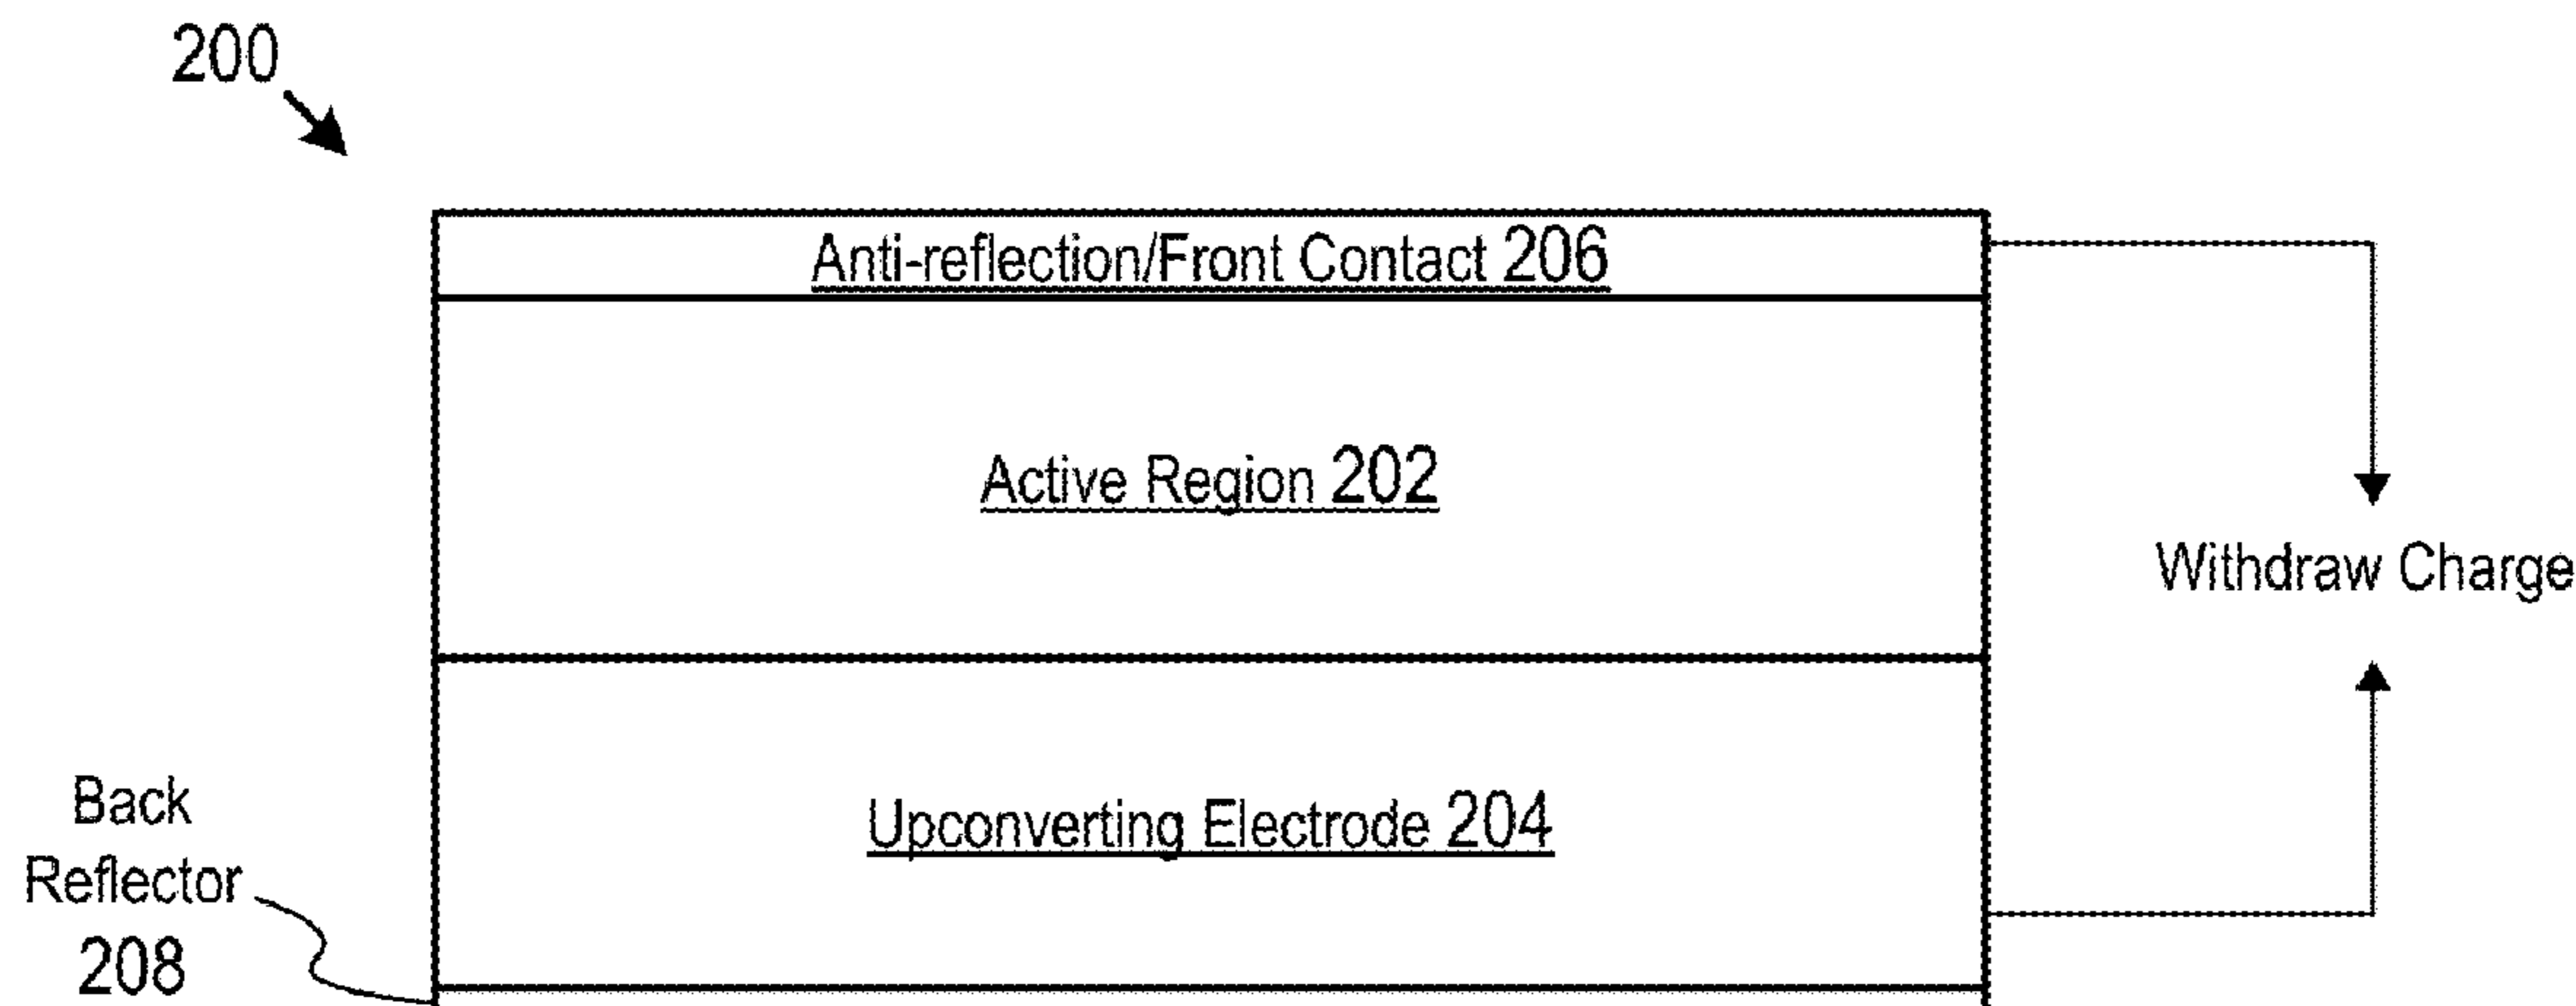 200
Anti-reflection/Front Contact 206
Active Region 202
Withdraw Charge
Upconverting Electrode 204
Back
Reflector
208